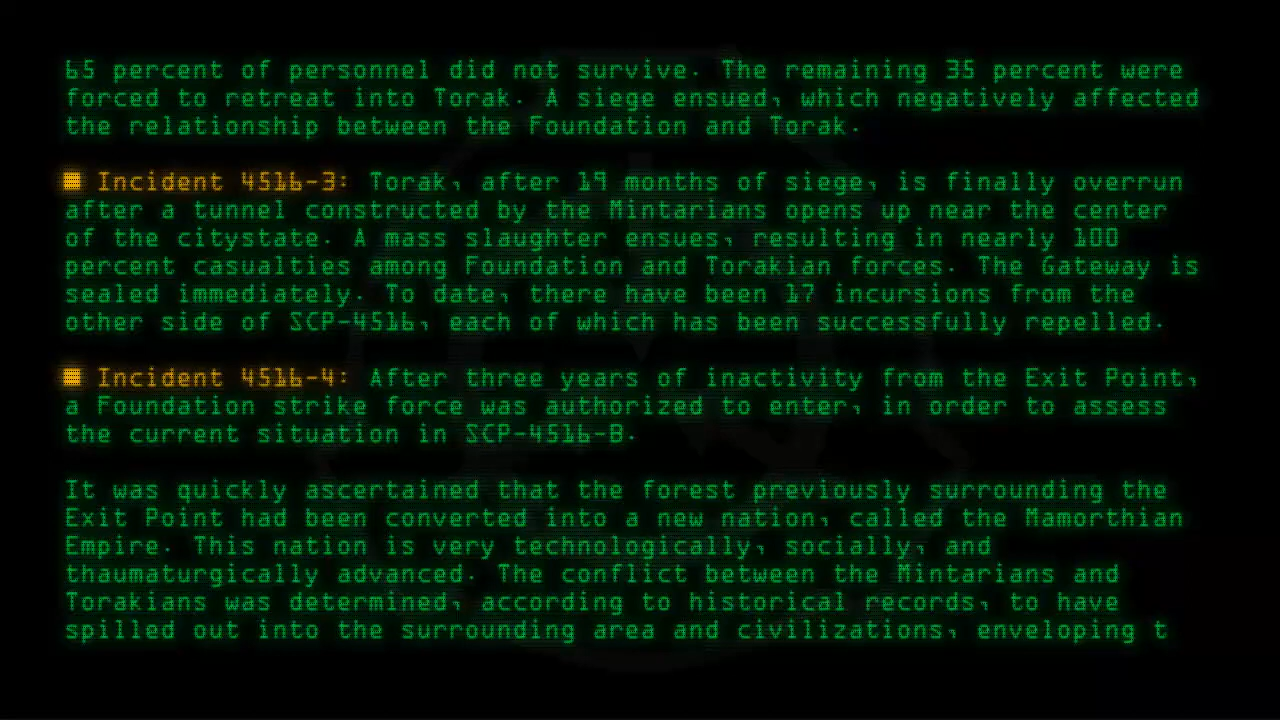 65 percent of personnel did not survive. The remaining 35 percent were
forced to retreat into Torak. A siege ensued, which negatively affected
the relationship between the Foundation and Torak.
■ Incident 4516-3: Torak, after 19 months of siege, is finally overrun
after a tunnel constructed by the Mintarians opens up near the center
of the citystate. A mass slaughter ensues, resulting in nearly 100
percent casualties among Foundation and Torakian forces. The Gateway is
sealed immediately. To date, there have been 17 incursions from the
other side of SCP-4516, each of which has been successfully repelled.
■ Incident 4516-4: After three years of inactivity from the Exit Point,
a Foundation strike force was authorized to enter, in order to assess
the current situation in SCP-4516-B.
It was quickly ascertained that the forest previously surrounding the
Exit Point had been converted into a new nation, called the Mamorthian
Empire. This nation is very technologically, socially, and
thaumaturgically advanced. The conflict between the Mintarians and
Torakians was determined, according to historical records, to have
spilled out into the surrounding area and civilizations, enveloping t